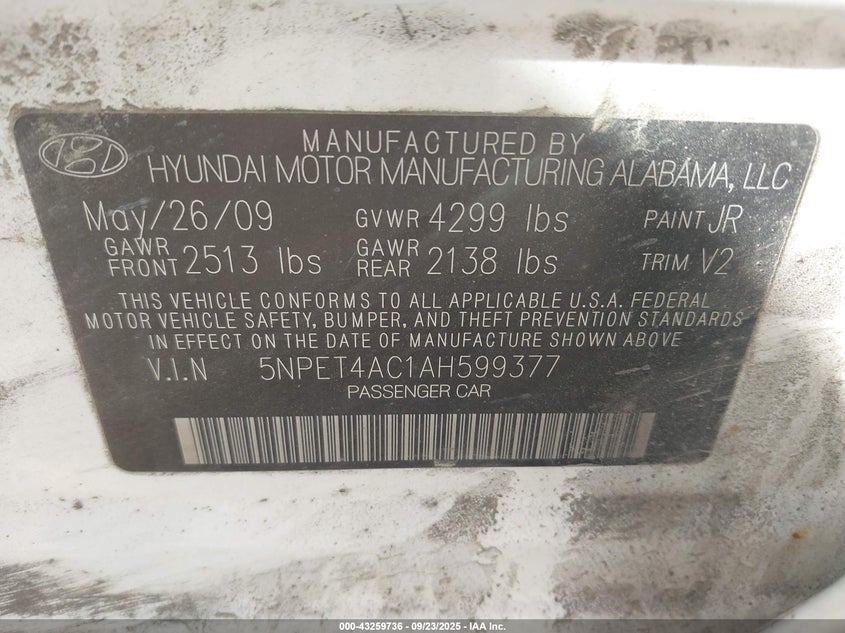 MANUFACTURED BY
HYUNDAI MOTOR MANUFACTURING ALABAMA, LLC
May/26/09 GVWR 4299 lbs PAINT JR
GAWR FRONT 2513 lbs GAWR REAR 2138 lbs TRIM V2
THIS VEHICLE CONFORMS TO ALL APPLICABLE U.S.A. FEDERAL
MOTOR VEHICLE SAFETY, BUMPER, AND THEFT PREVENTION STANDARDS
IN EFFECT ON THE DATE OF MANUFACTURE SHOWN ABOVE
V.I.N 5NPET4AC1AH599377
PASSENGER CAR
000-43259736 - 09/23/2025 - IAA Inc.